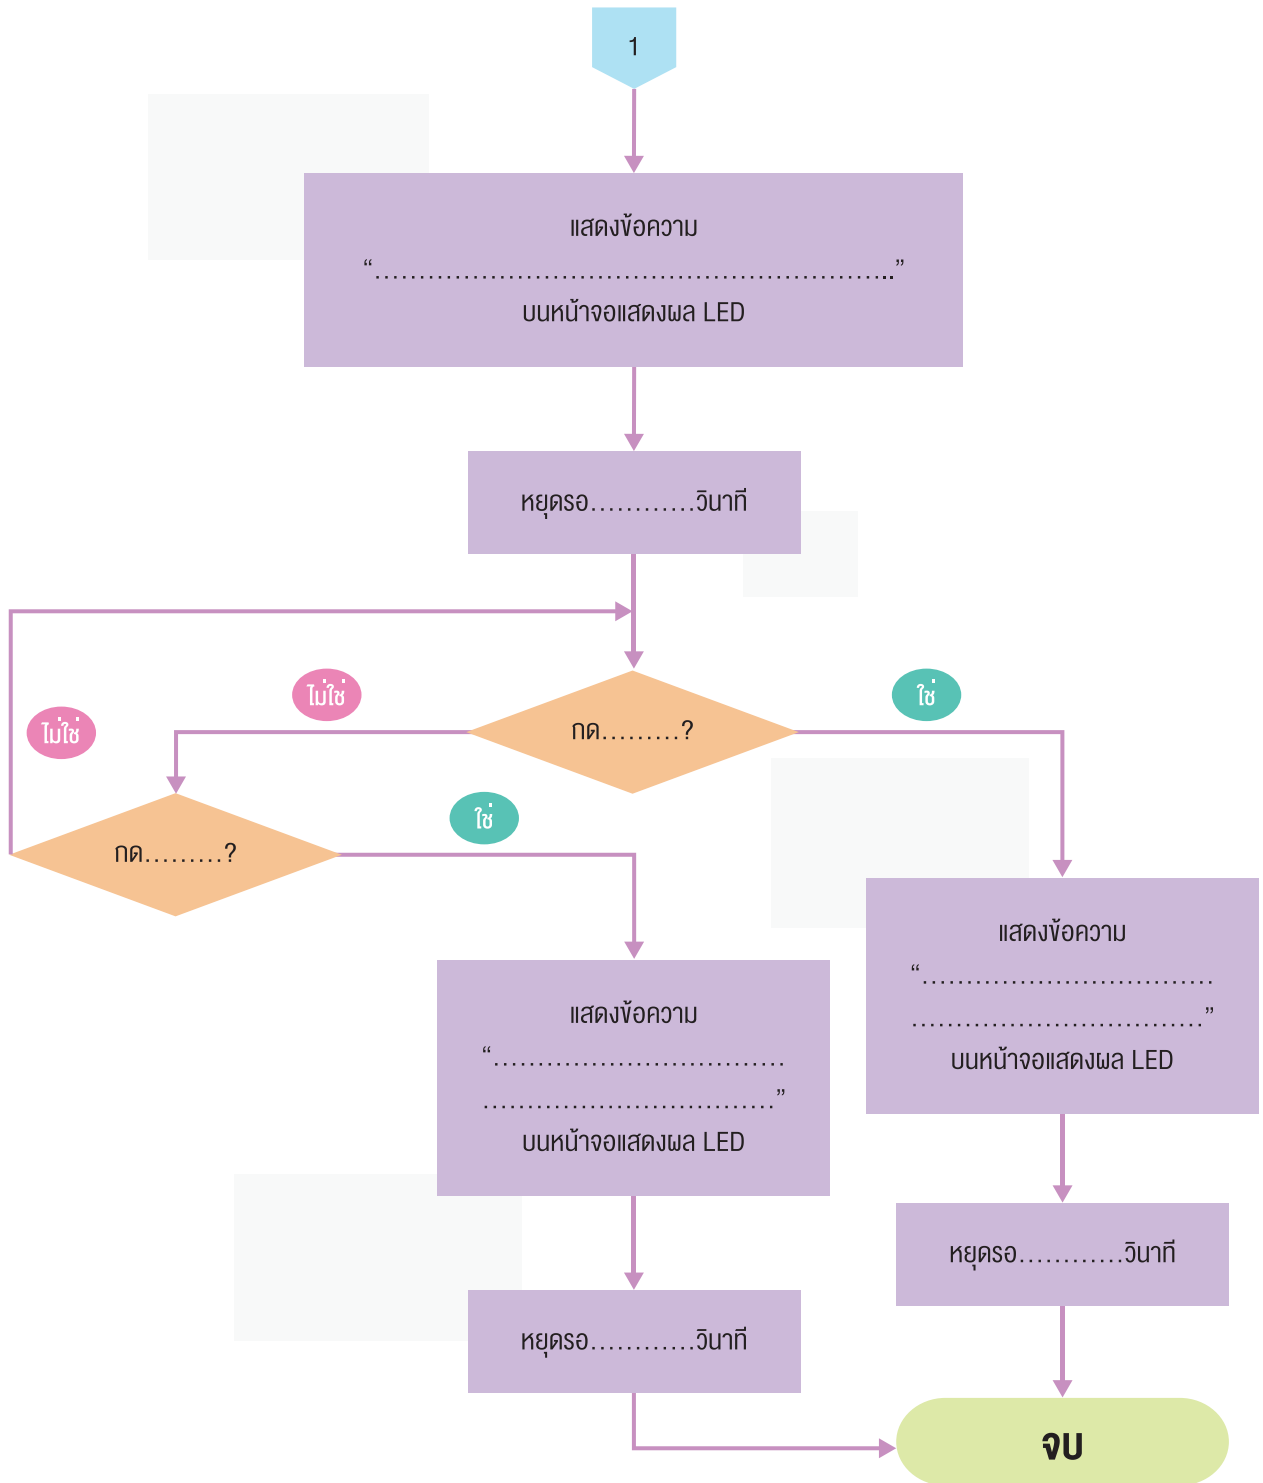 1
แสดงข้อความ
“.............................................................”
บนหน้าจอแสดงผล LED
หยุดรอ............วินาที
ไม่ใช่
ใช่
ไม่ใช่
กด.........?
ใช่
กด.........?
แสดงข้อความ
“.................................
.................................”
บนหน้าจอแสดงผล LED
แสดงข้อความ
“.................................
.................................”
บนหน้าจอแสดงผล LED
หยุดรอ............วินาที
หยุดรอ............วินาที
จบ